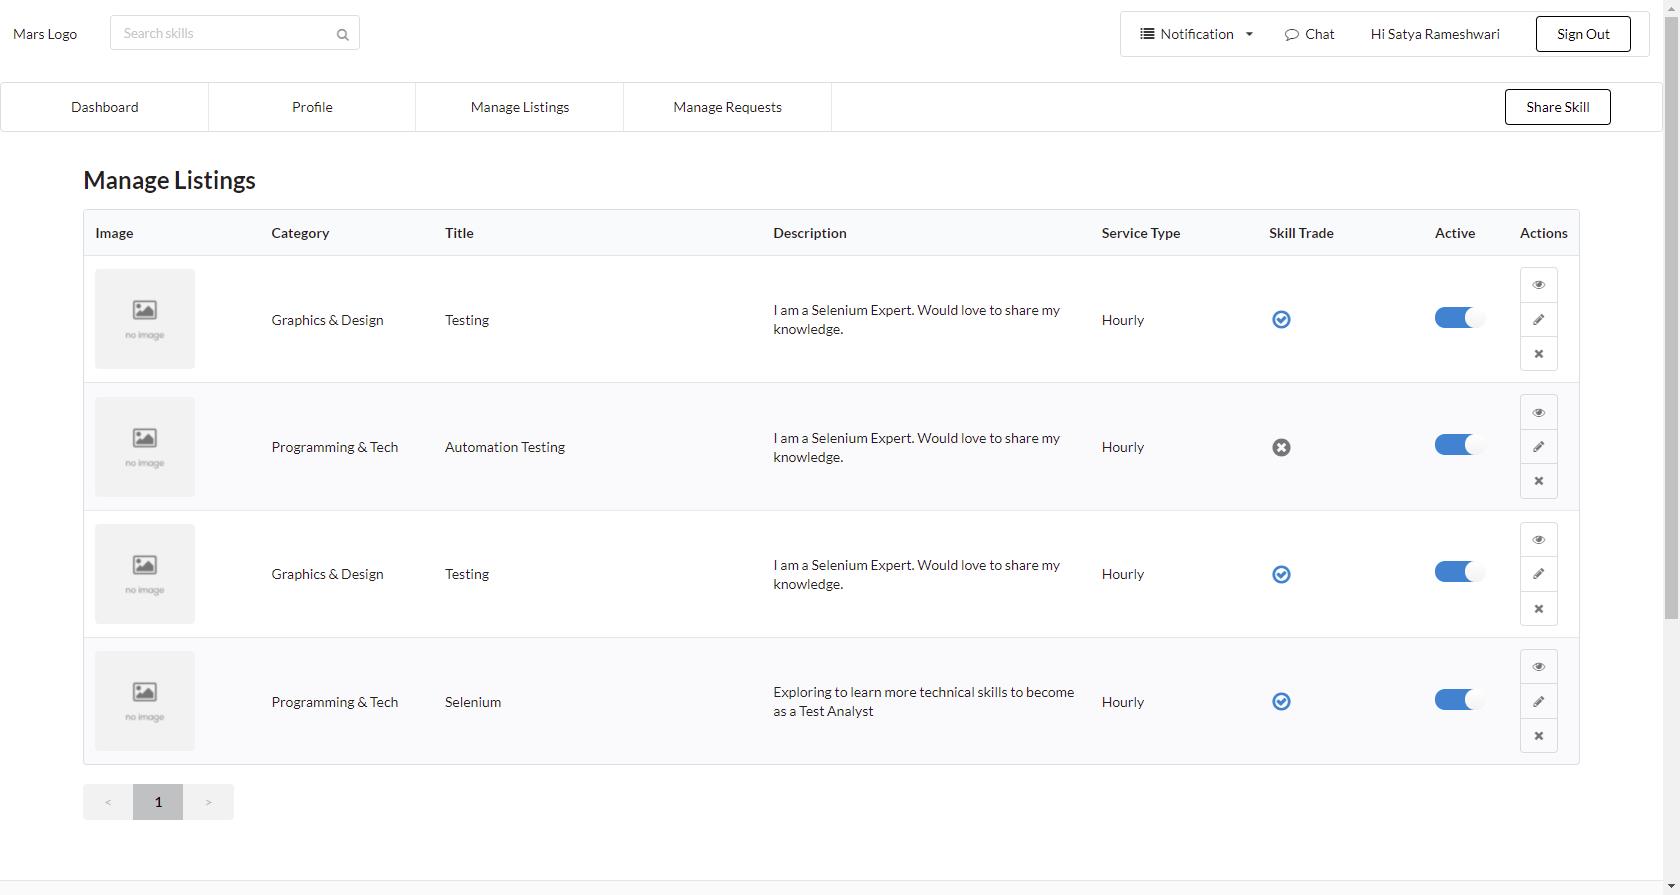 Mars Logo
Search skills
Notification
Chat
Hi Satya Rameshwari
Sign Out
Dashboard
Profile
Manage Listings
Manage Requests
Share Skill
Manage Listings
Image Category Title Description Service Type Skill Trade Active Actions
no image
Graphics & Design
Testing
I am a Selenium Expert. Would love to share my
knowledge.
Hourly
no image
Programming & Tech
Automation Testing
I am a Selenium Expert. Would love to share my
knowledge.
Hourly
no image
Graphics & Design
Testing
I am a Selenium Expert. Would love to share my
knowledge.
Hourly
no image
Programming & Tech
Selenium
Exploring to learn more technical skills to become
as a Test Analyst
Hourly
< 1 >